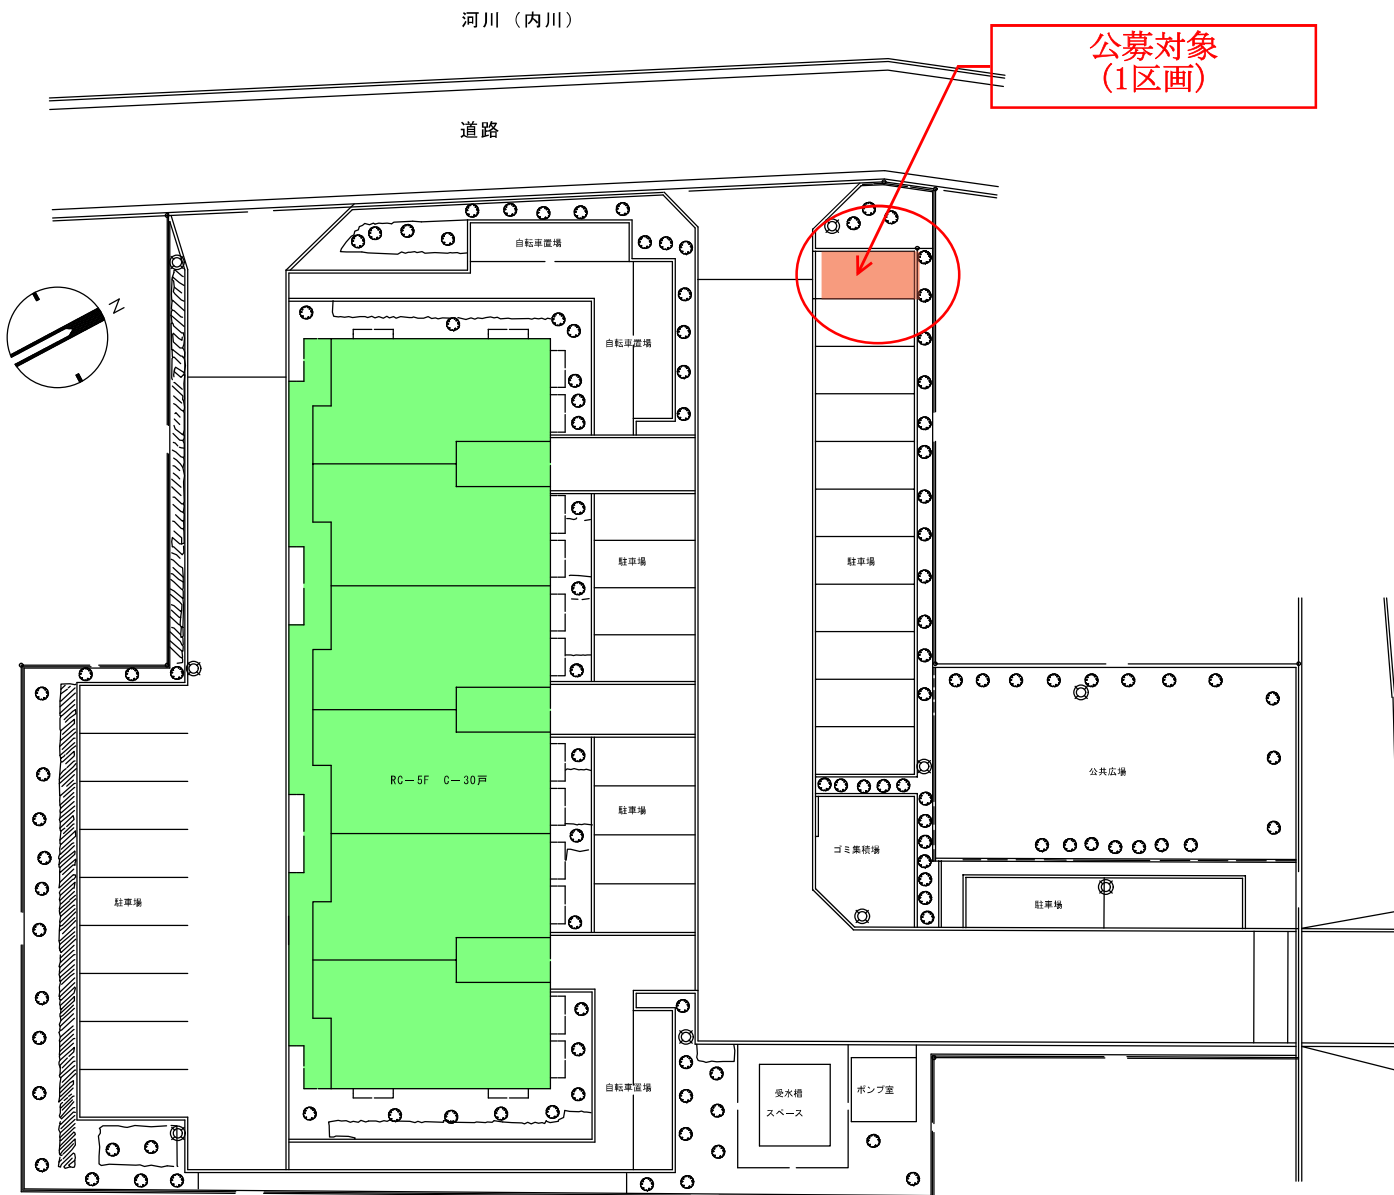 河川（内川）
公募対象
(1区画)
道路
自転車置場
N
自転車置場
駐車場
駐車場
RC－5F　C－30戸
公共広場
駐車場
ゴミ集積場
駐車場
駐車場
自転車置場
受水槽
スペース
ポンプ室